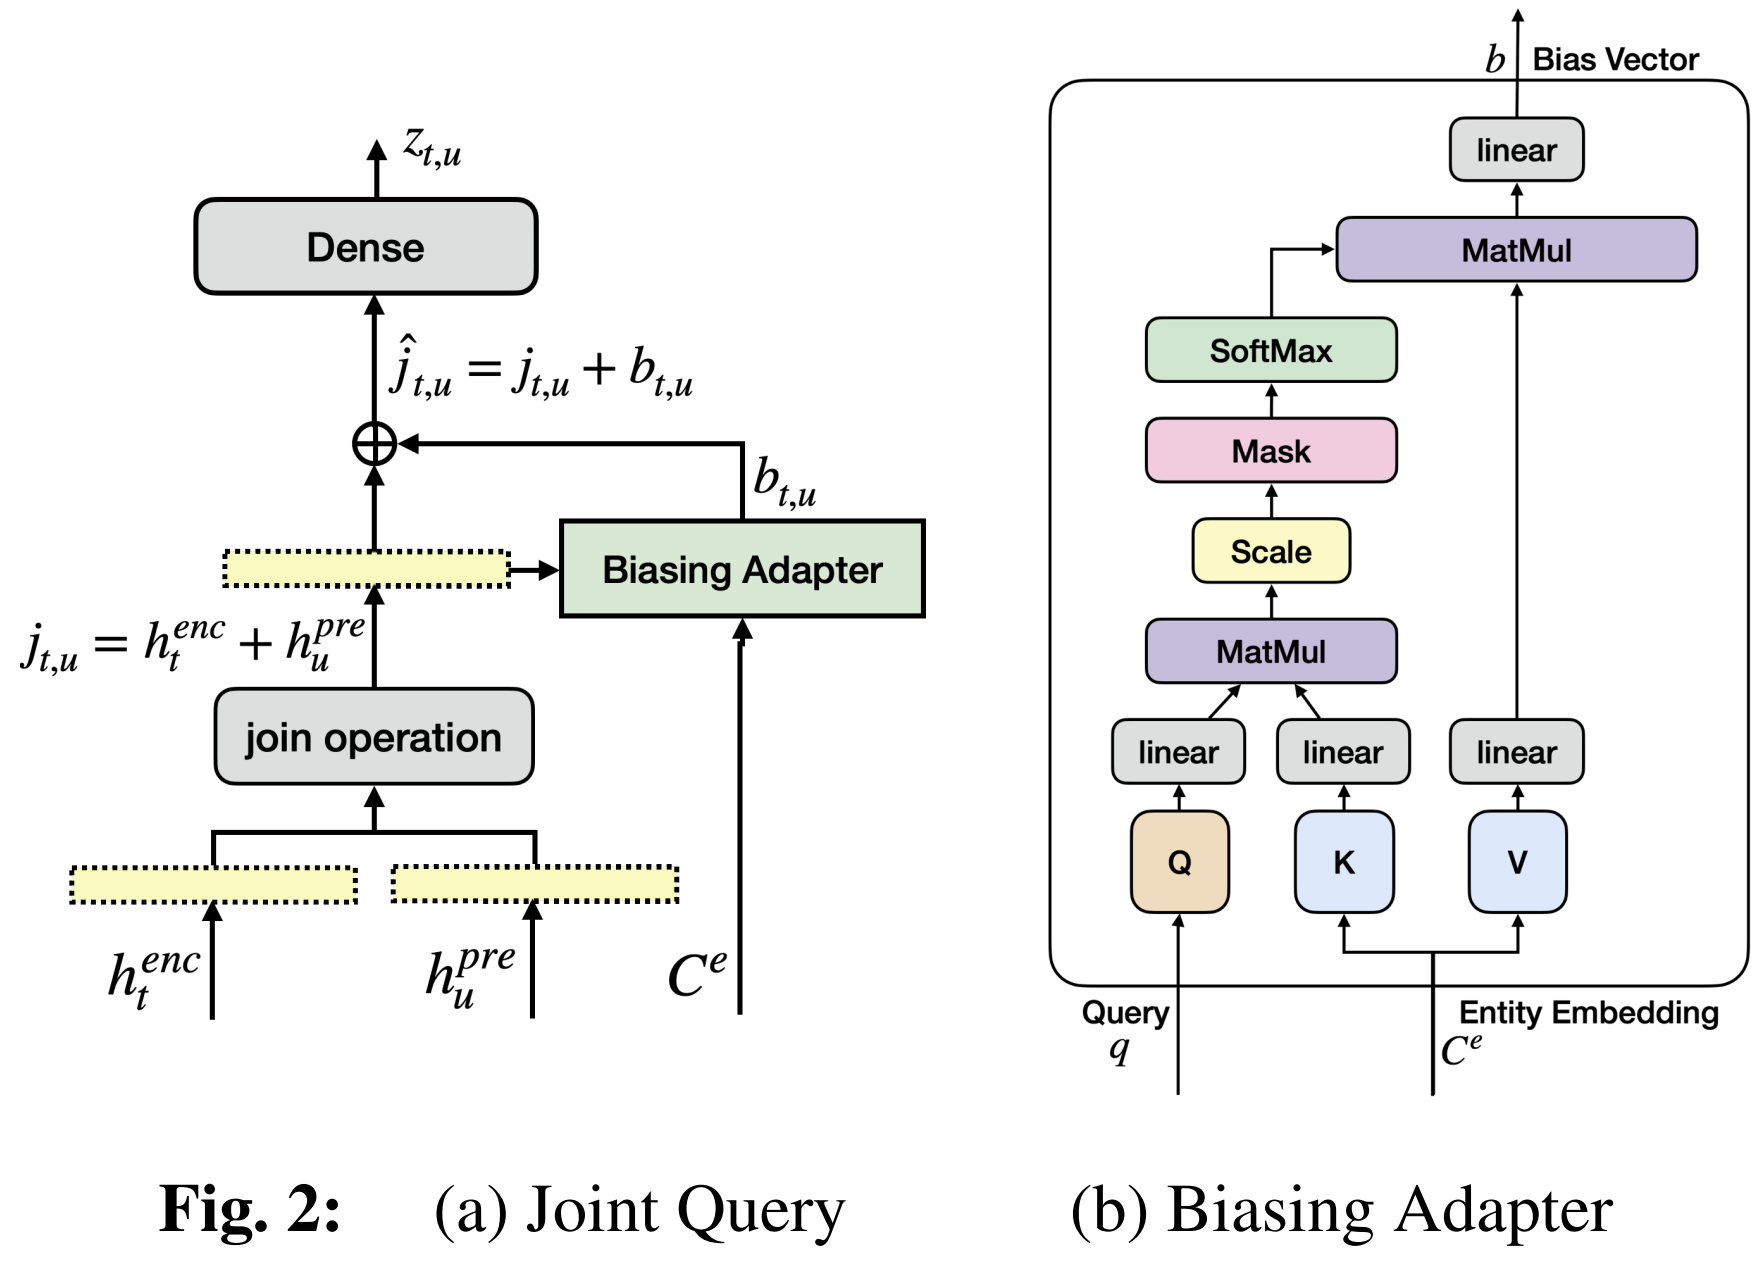 z_{t,u}
Dense
\hat{j}_{t,u} = j_{t,u} + b_{t,u}
b_{t,u}
Biasing Adapter
j_{t,u} = h_t^{enc} + h_u^{pre}
join operation
h_t^{enc}
h_u^{pre}
C^e
b Bias Vector
linear
MatMul
SoftMax
Mask
Scale
MatMul
linear linear linear
Q K V
Query Entity Embedding
q C^e
Fig. 2: (a) Joint Query (b) Biasing Adapter